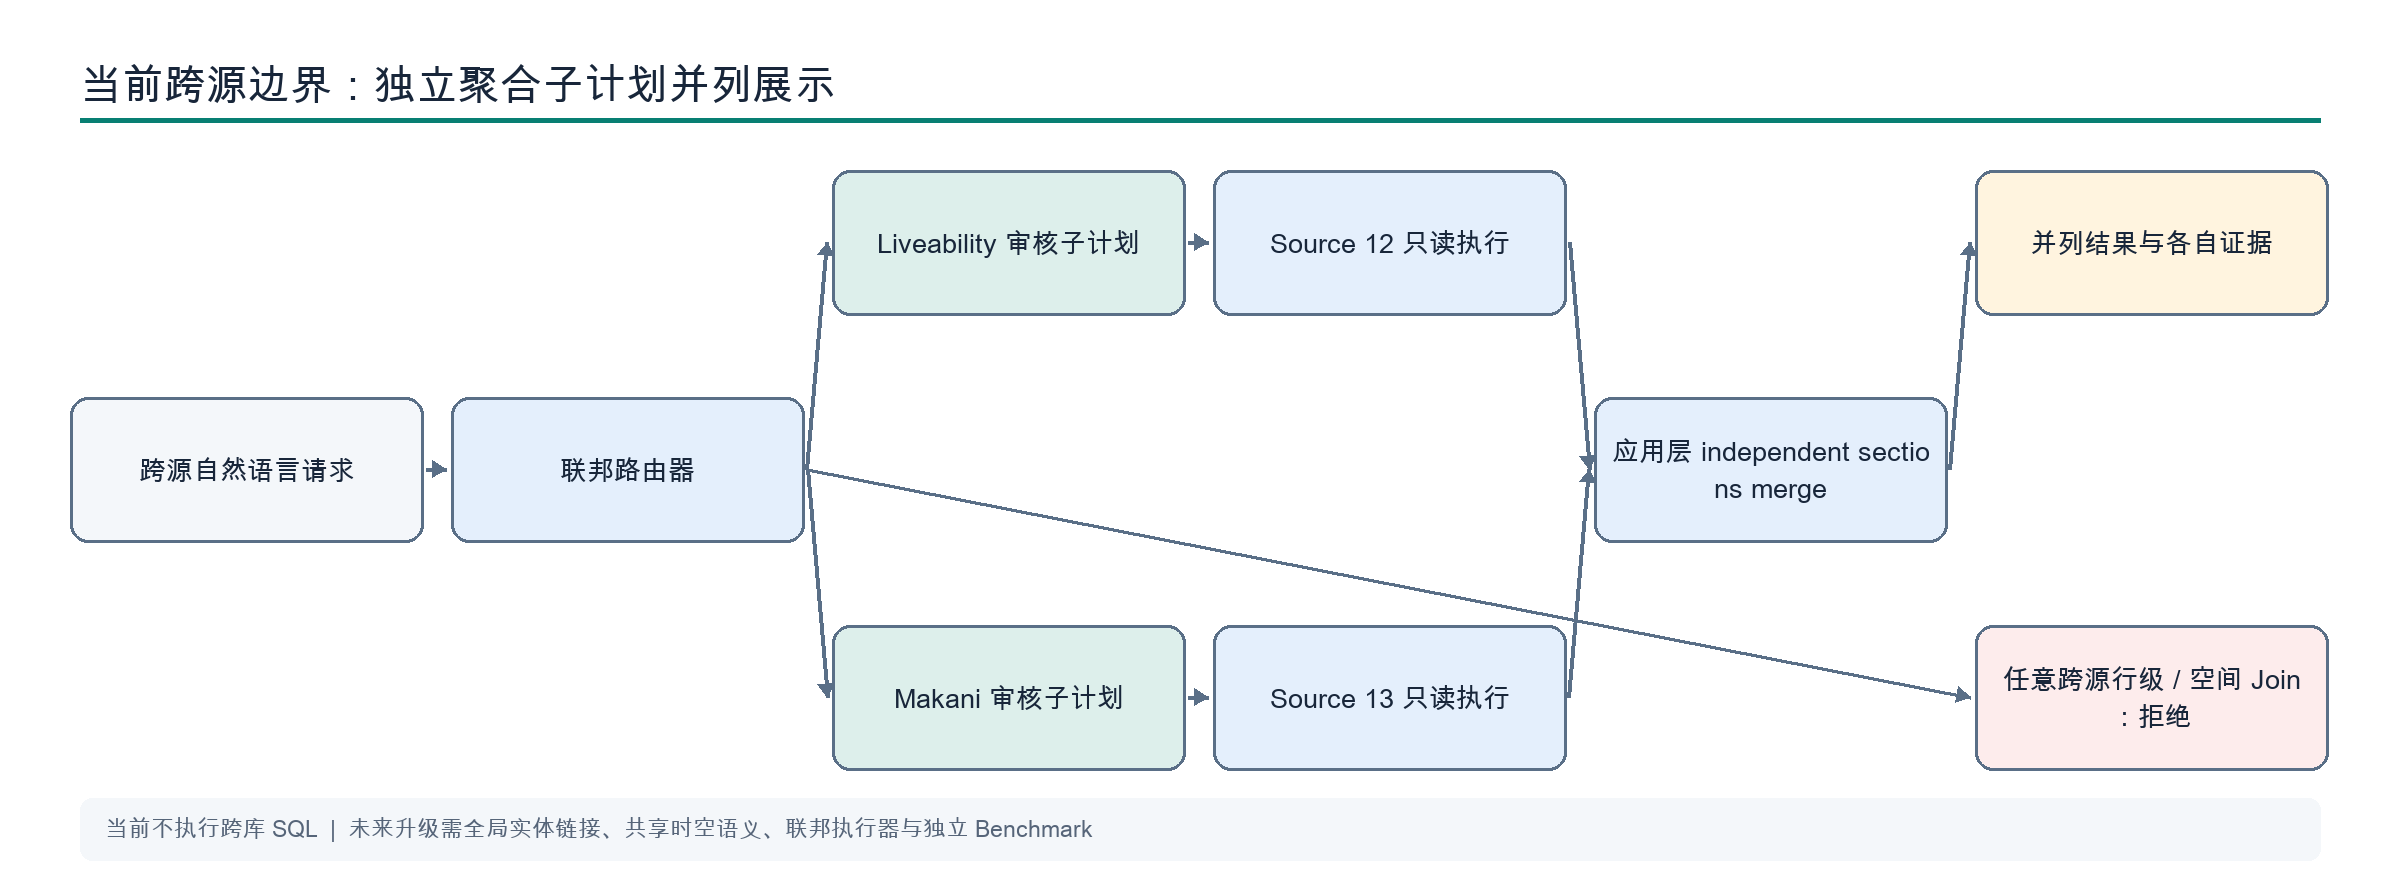 当前跨源边界：独立聚合子计划并列展示
Liveability 审核子计划
Source 12 只读执行
并列结果与各自证据
跨源自然语言请求
联邦路由器
应用层 independent sectio
ns merge
Makani 审核子计划
Source 13 只读执行
任意跨源行级 / 空间 Join
：拒绝
当前不执行跨库 SQL ｜ 未来升级需全局实体链接、共享时空语义、联邦执行器与独立 Benchmark